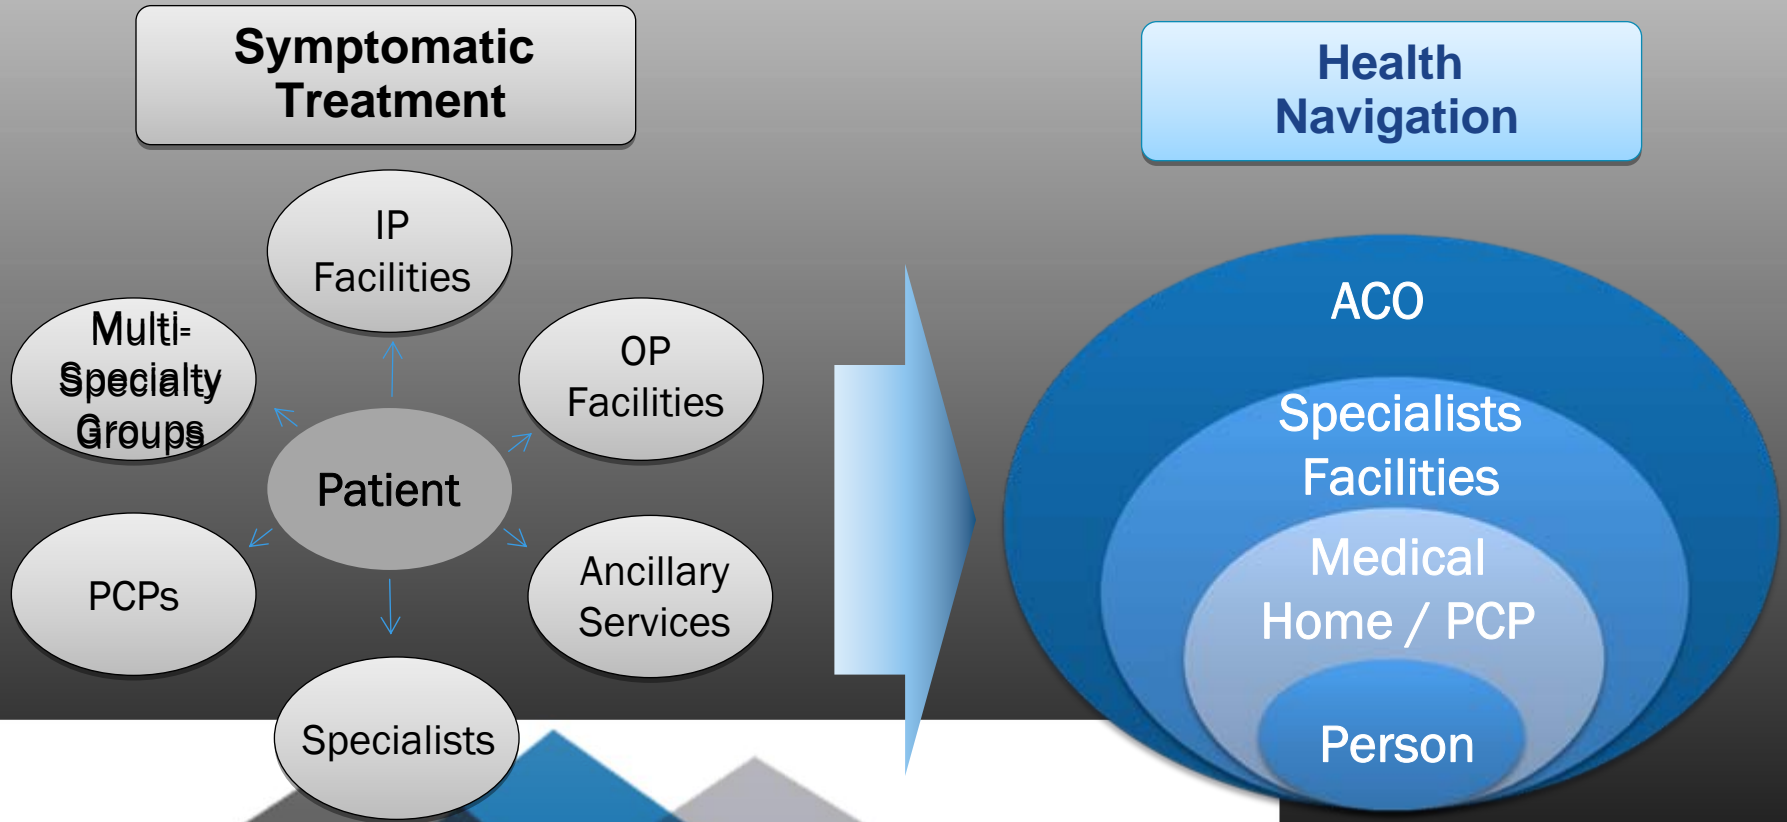 Symptomatic
Treatment
Health
Navigation
IP
Facilities
Multi-
Specialty
Groups
OP
Facilities
Patient
PCPs
Ancillary
Services
Specialists
ACO
Specialists
Facilities
Medical
Home / PCP
Person